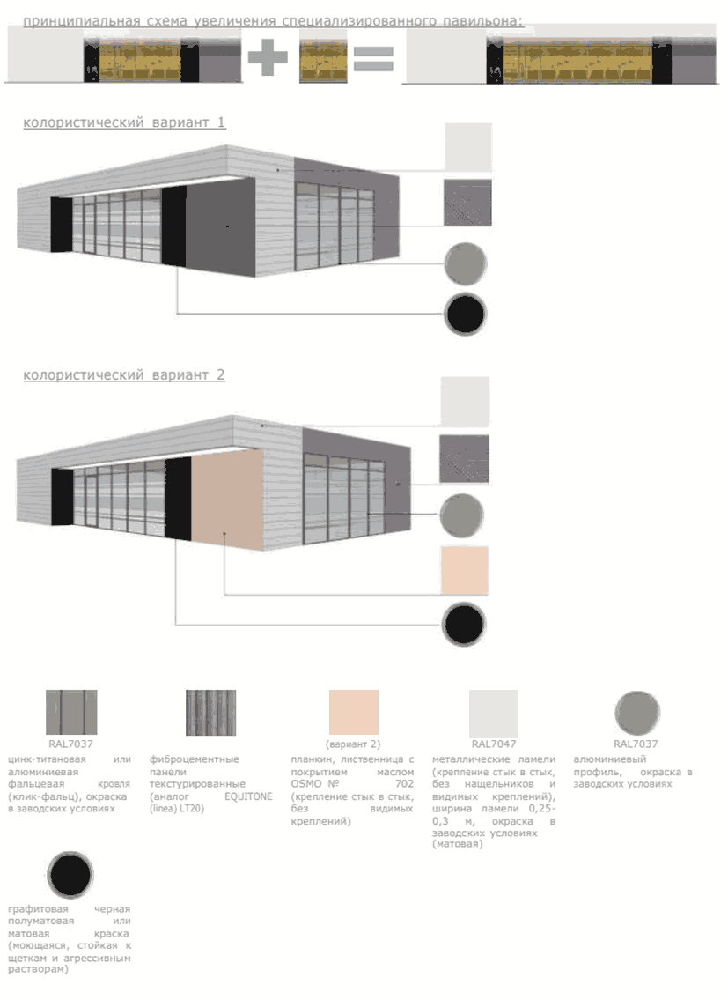 принципиальная схема увеличения специализированного павильона:
колористический вариант 1
колористический вариант 2
RAL7037
цинк-титановая или
алюминиевая
фальцевая кровля
(клик-фальц), окраска
в заводских условиях
фиброцементные
панели
текстурированные
(аналог EQUITONE
(linea) LT20)
(вариант 2)
планкин, лиственница с
покрытием маслом
OSMO № 702
(крепление стык в стык,
без видимых
креплений)
RAL7047
металлические ламели
(крепление стык в стык,
без нащельников и
видимых креплений),
ширина ламели 0,25-
0,3 м, окраска в
заводских условиях
(матовая)
RAL7037
алюминиевый
профиль, окраска в
заводских условиях
графитовая черная
полуматовая или
матовая краска
(моющаяся, стойкая к
щеткам и агрессивным
растворам)